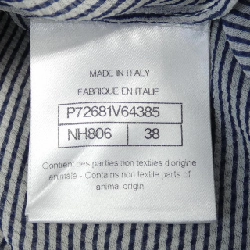 MADE IN ITALY
FABRIQUE EN ITALIE
P72681V64385
NH806 38
Contient des parties non textiles d'origine
animale - Contains non textile parts of
animal origin